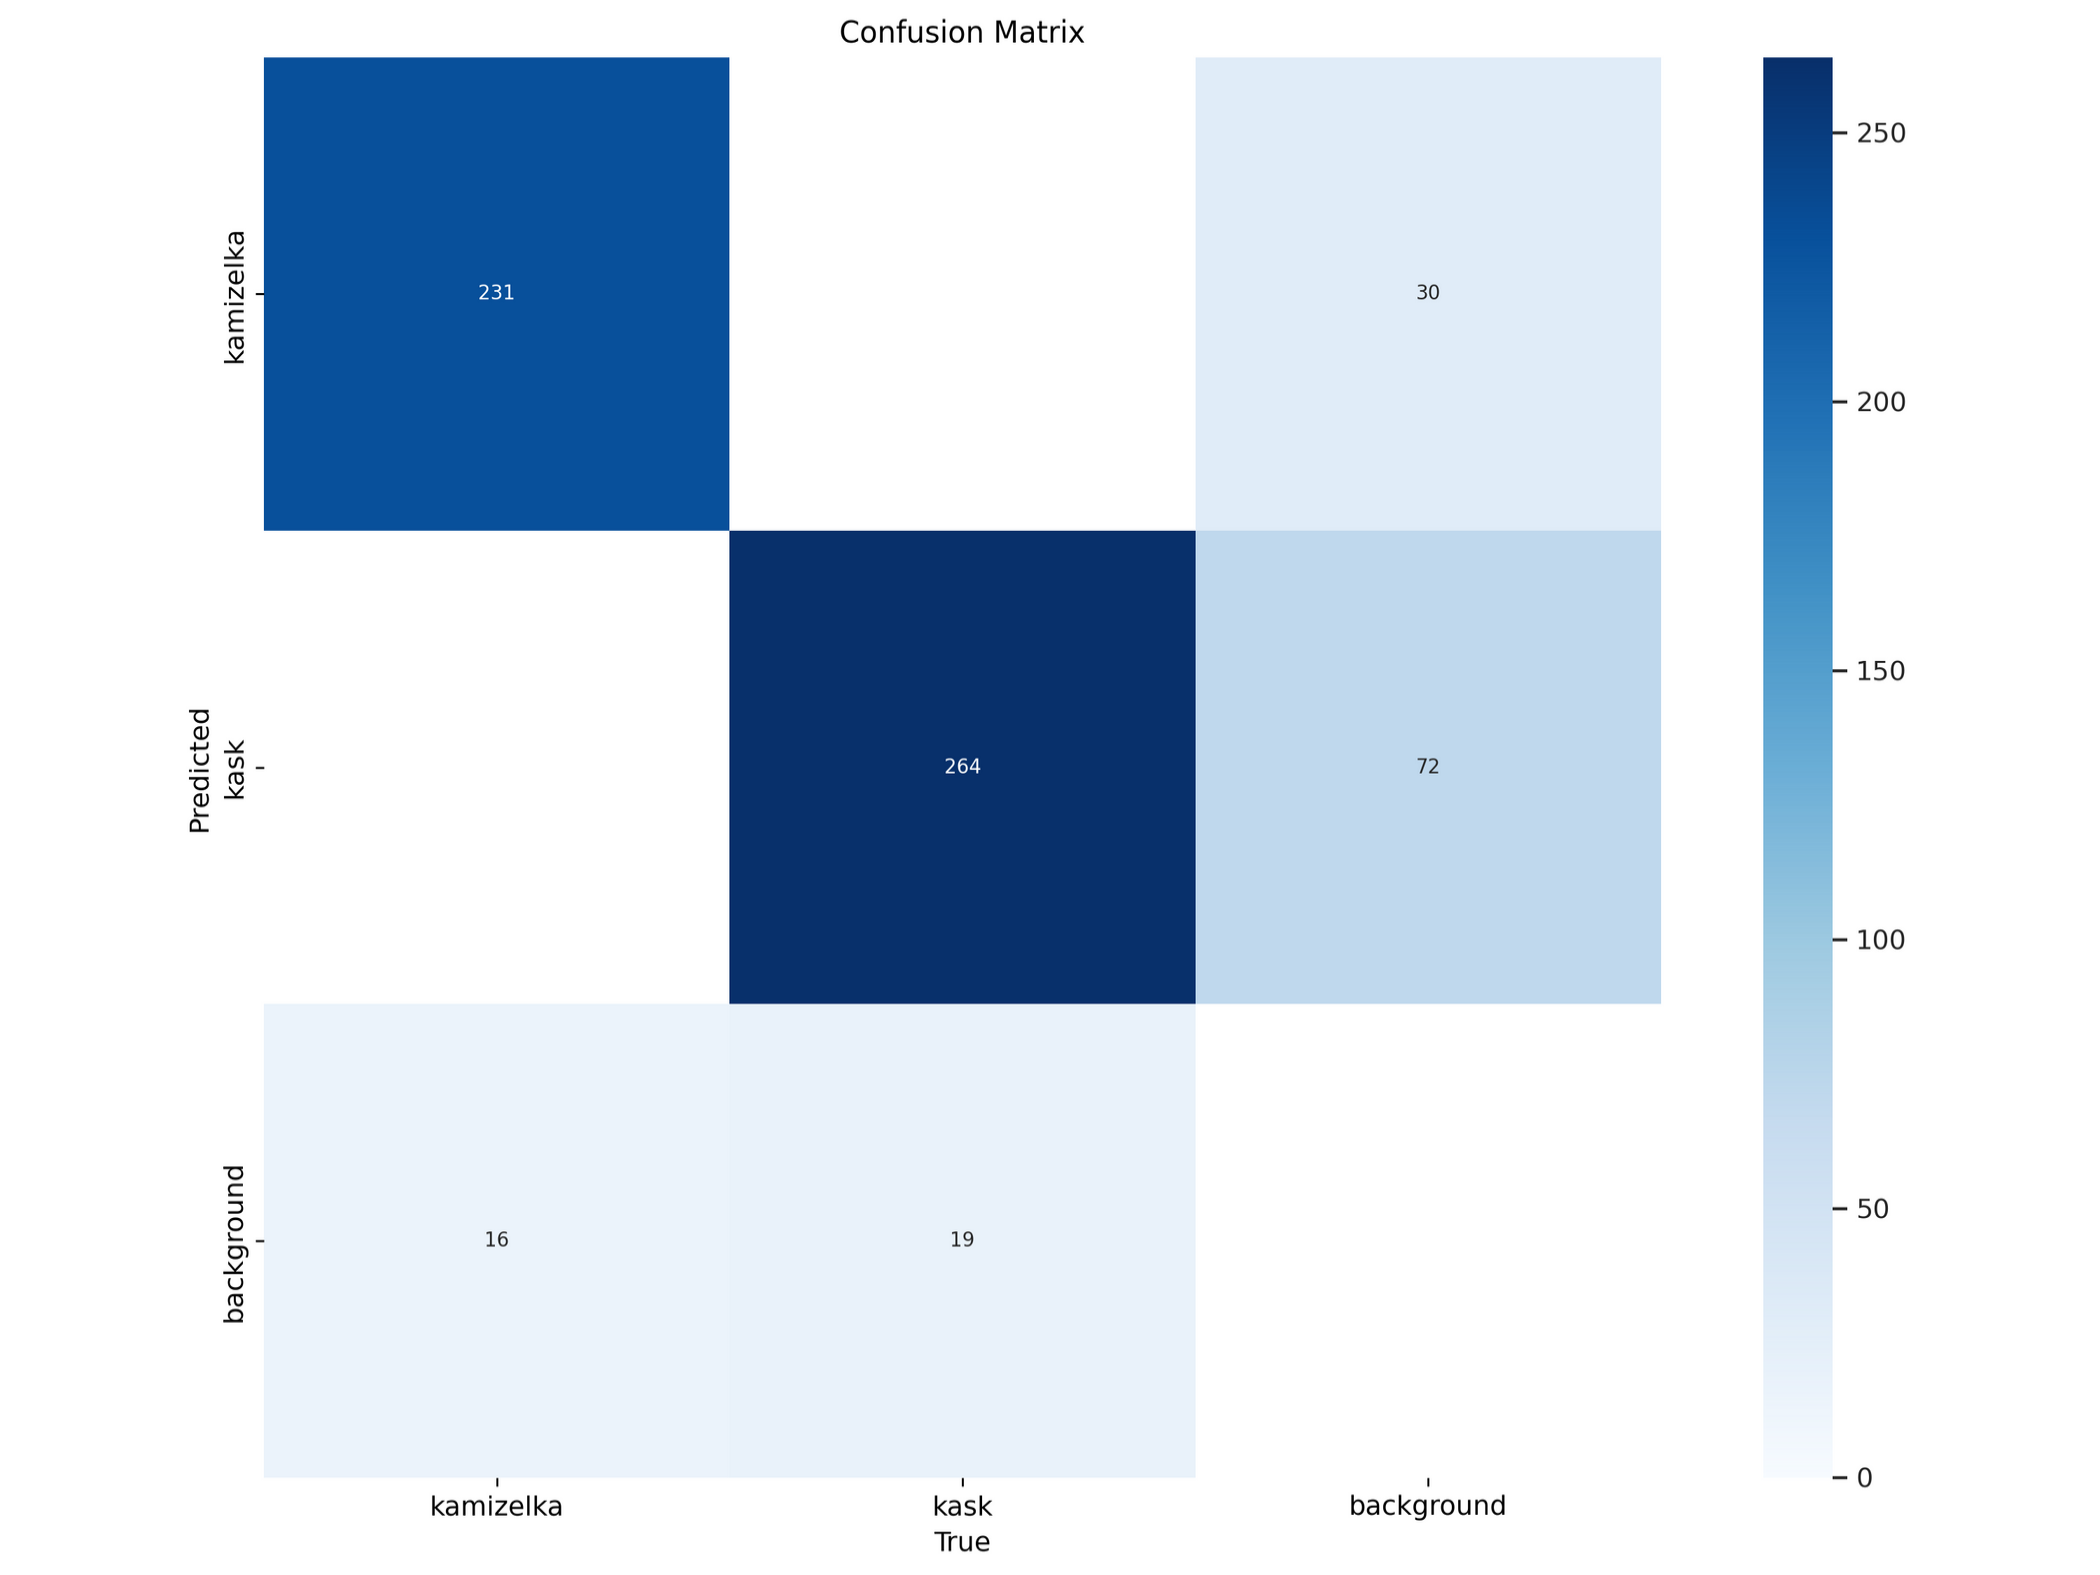 Confusion Matrix
kamizelka
231
30
Predicted
kask
264
72
background
16
19
kamizelka
kask
background
True
250
200
150
100
50
0